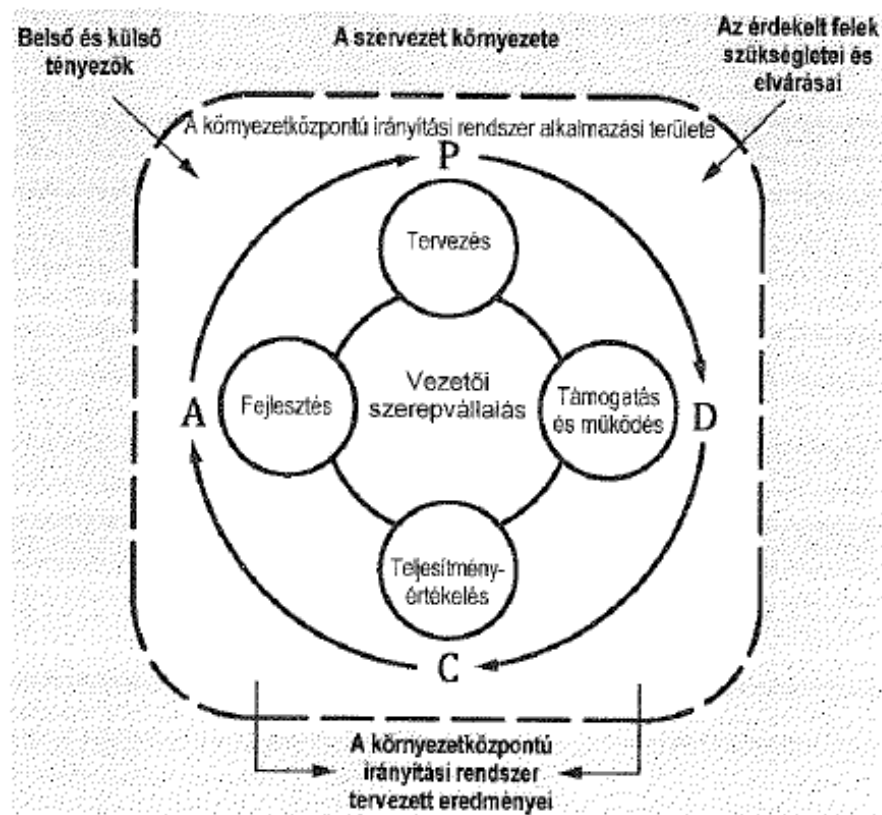 Belső és külső
tényezők
A szervezet környezete
Az érdekelt felek
szükségletei és
elvárásai
A környezetközpontú irányítási rendszer alkalmazási területe
P
Tervezés
A
Fejlesztés
Vezetői
szerepvállalás
Támogatás
és működés
D
Teljesítmény-
értékelés
C
A környezetközpontú
irányítási rendszer
tervezett eredményei